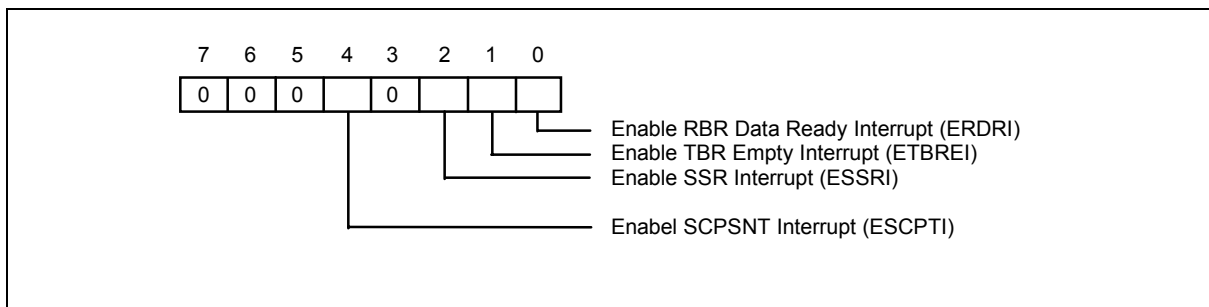 7 6 5 4 3 2 1 0
0 0 0 0
Enable RBR Data Ready Interrupt (ERDRI)
Enable TBR Empty Interrupt (ETBREI)
Enable SSR Interrupt (ESSRI)
Enabel SCPSNT Interrupt (ESCPTI)